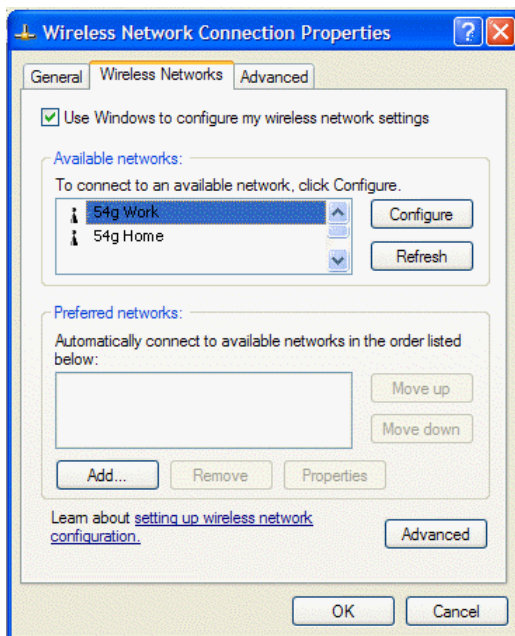 Wireless Network Connection Properties
General Wireless Networks Advanced
Use Windows to configure my wireless network settings
Available networks:
To connect to an available network, click Configure.
54g Work
Configure
54g Home
Refresh
Preferred networks:
Automatically connect to available networks in the order listed
below:
Move up
Move down
Add... Remove Properties
Learn about setting up wireless network
configuration.
Advanced
OK Cancel